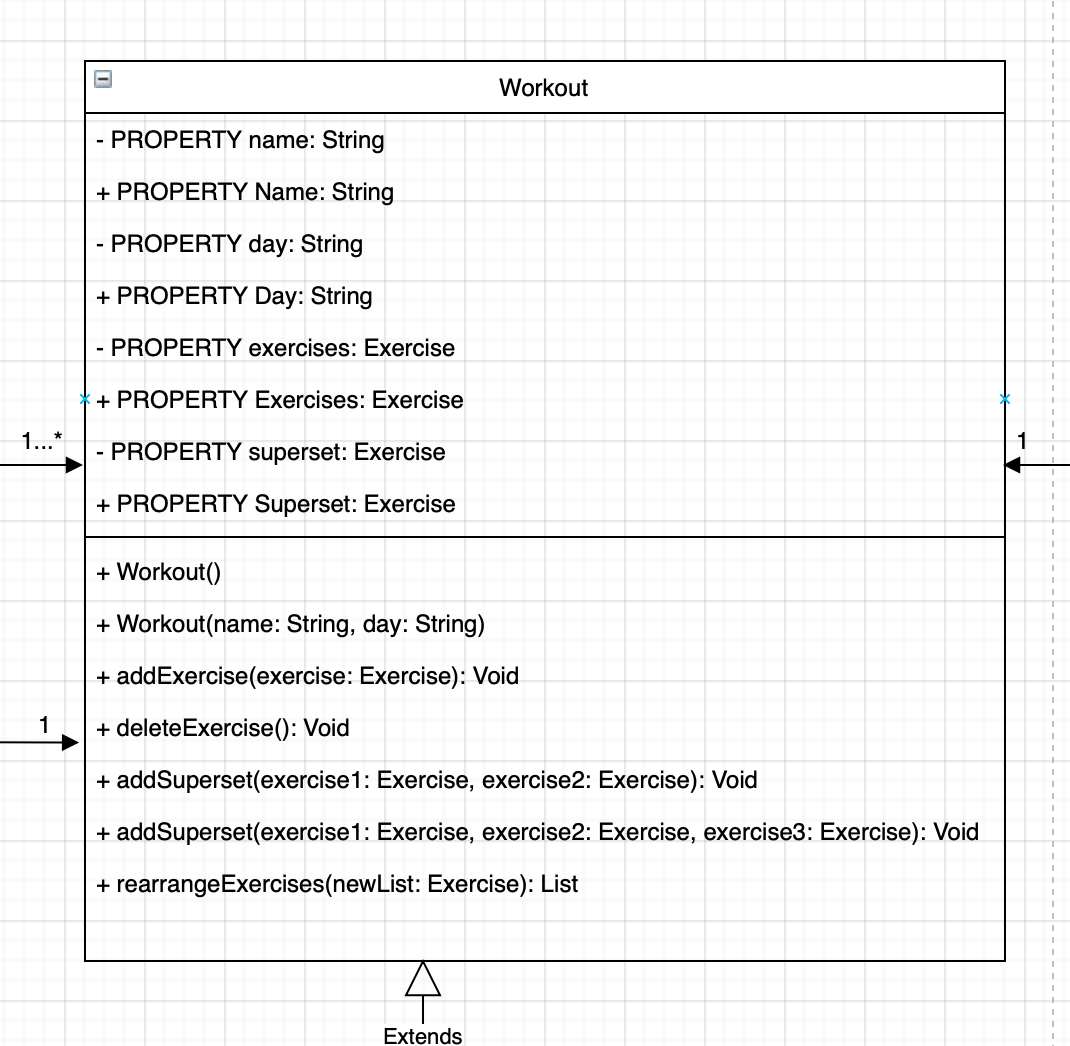 Workout
- PROPERTY name: String
+ PROPERTY Name: String
- PROPERTY day: String
+ PROPERTY Day: String
- PROPERTY exercises: Exercise
+ PROPERTY Exercises: Exercise
1...*
1
- PROPERTY superset: Exercise
+ PROPERTY Superset: Exercise
+ Workout()
+ Workout(name: String, day: String)
+ addExercise(exercise: Exercise): Void
1
+ deleteExercise(): Void
+ addSuperset(exercise1: Exercise, exercise2: Exercise): Void
+ addSuperset(exercise1: Exercise, exercise2: Exercise, exercise3: Exercise): Void
+ rearrangeExercises(newList: Exercise): List
Extends